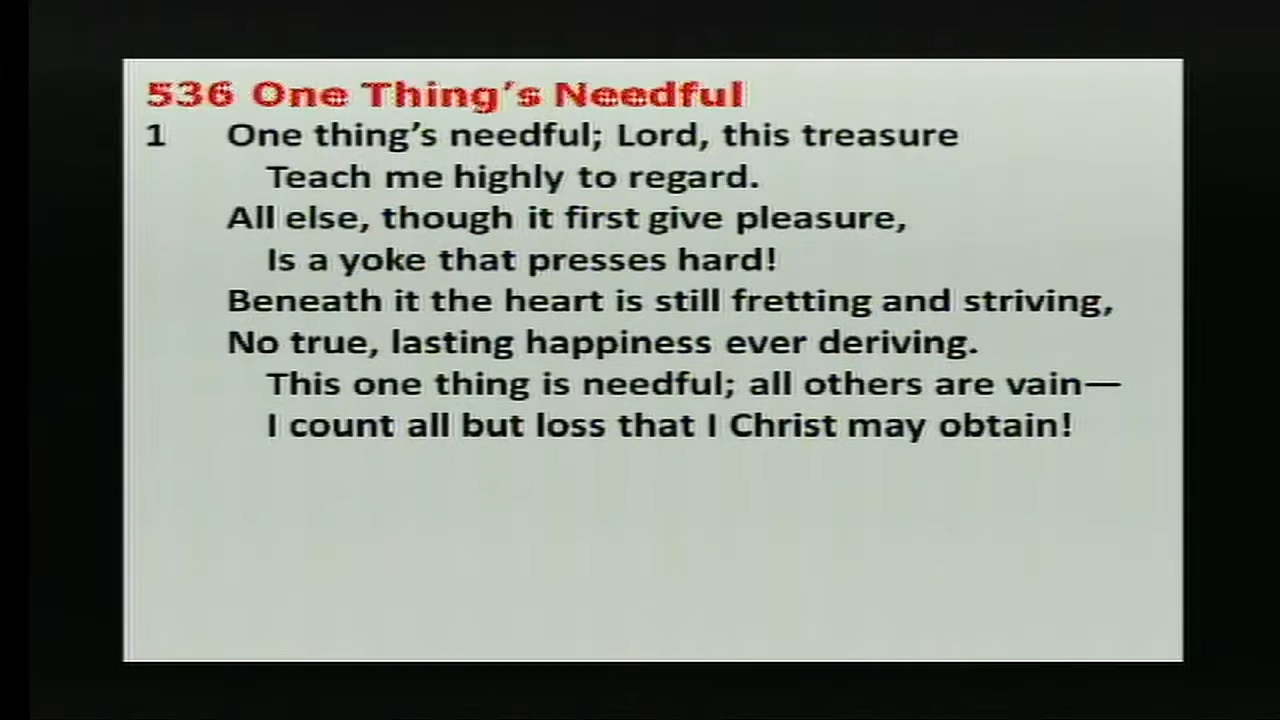 536 One Thing’s Needful
1 One thing’s needful; Lord, this treasure
Teach me highly to regard.
All else, though it first give pleasure,
Is a yoke that presses hard!
Beneath it the heart is still fretting and striving,
No true, lasting happiness ever deriving.
This one thing is needful; all others are vain—
I count all but loss that I Christ may obtain!